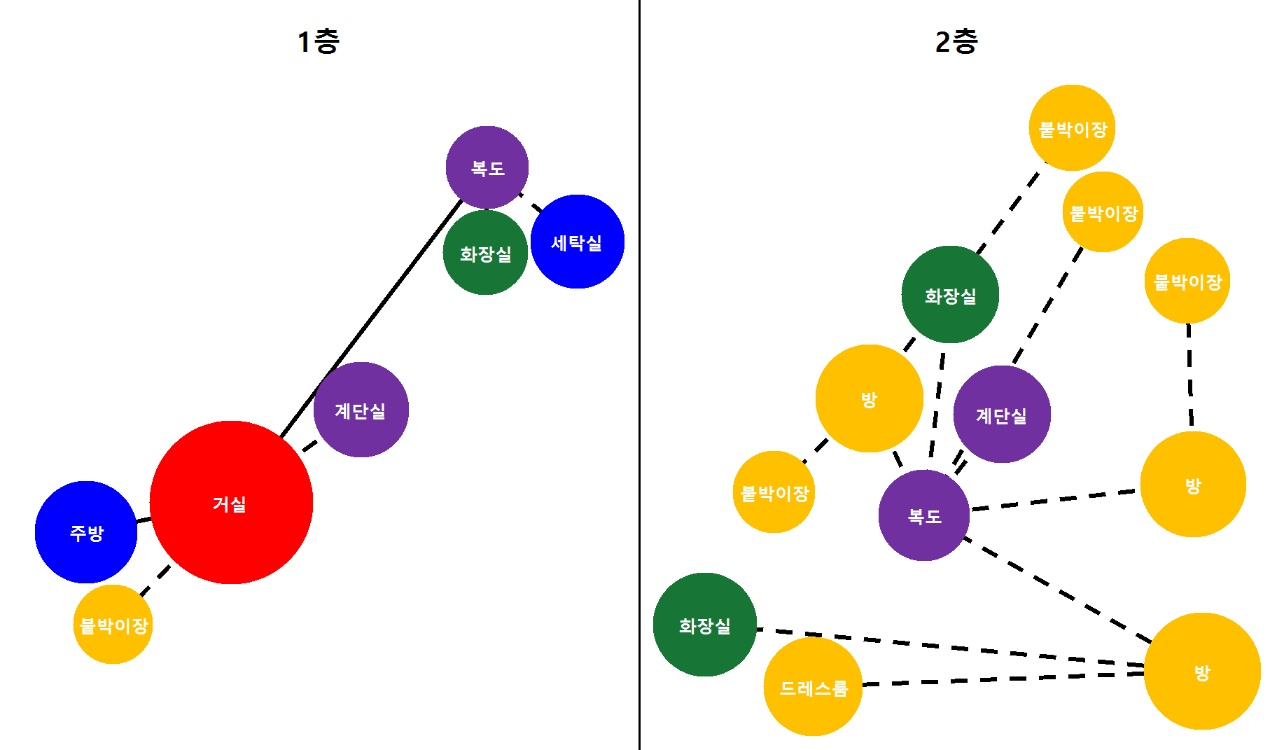 1층
복도
세탁실
화장실
계단실
거실
주방
붙박이장
2층
붙박이장
붙박이장
붙박이장
화장실
방
계단실
방
붙박이장
복도
화장실
방
드레스룸